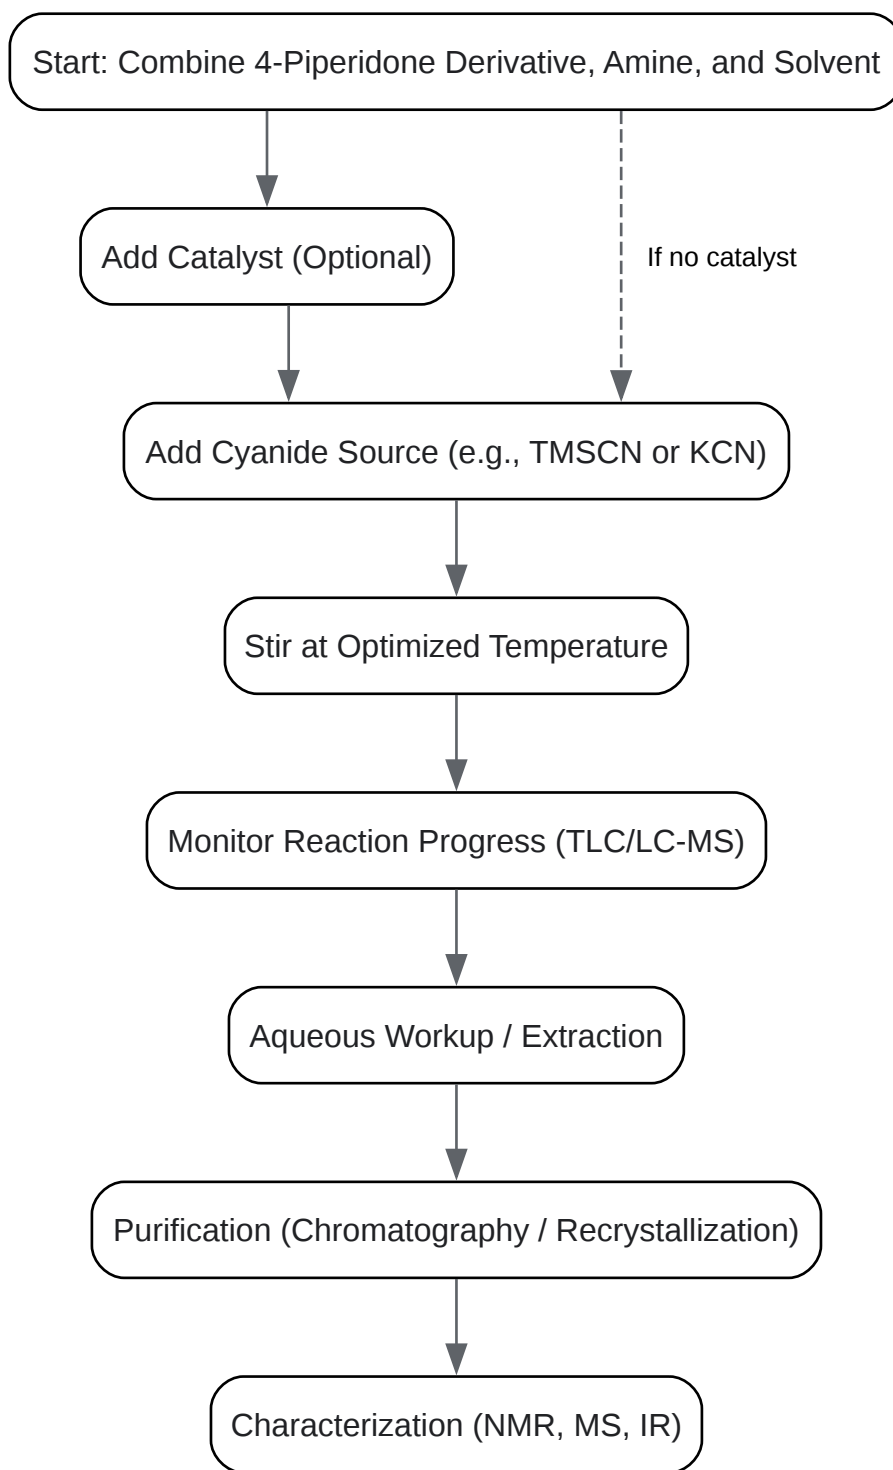 Start: Combine 4-Piperidone Derivative, Amine, and Solvent
Add Catalyst (Optional)
If no catalyst
Add Cyanide Source (e.g., TMSCN or KCN)
Stir at Optimized Temperature
Monitor Reaction Progress (TLC/LC-MS)
Aqueous Workup / Extraction
Purification (Chromatography / Recrystallization)
Characterization (NMR, MS, IR)